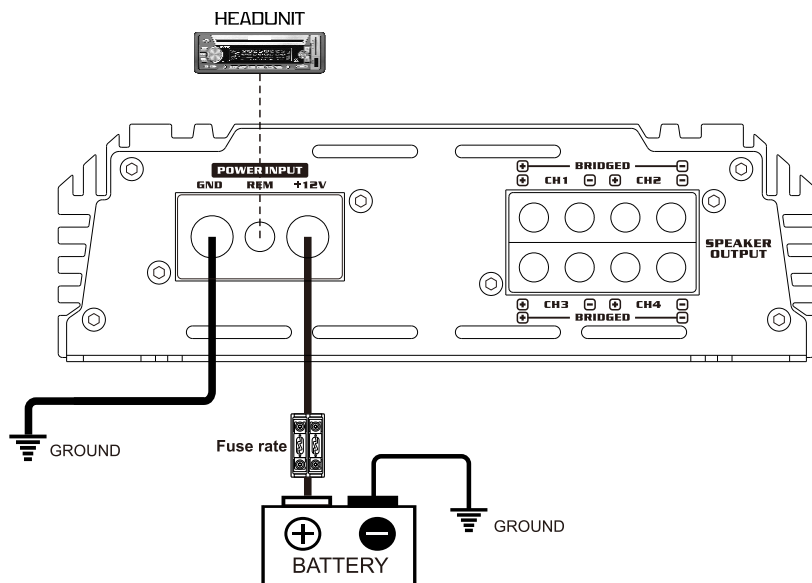 HEADUNIT
POWER INPUT
GND REM +12V
+ BRIDGED -
+ CH1 - + CH2 -
SPEAKER
OUTPUT
+ CH3 - + CH4 -
+ BRIDGED -
Fuse rate
GROUND
GROUND
+ -
BATTERY